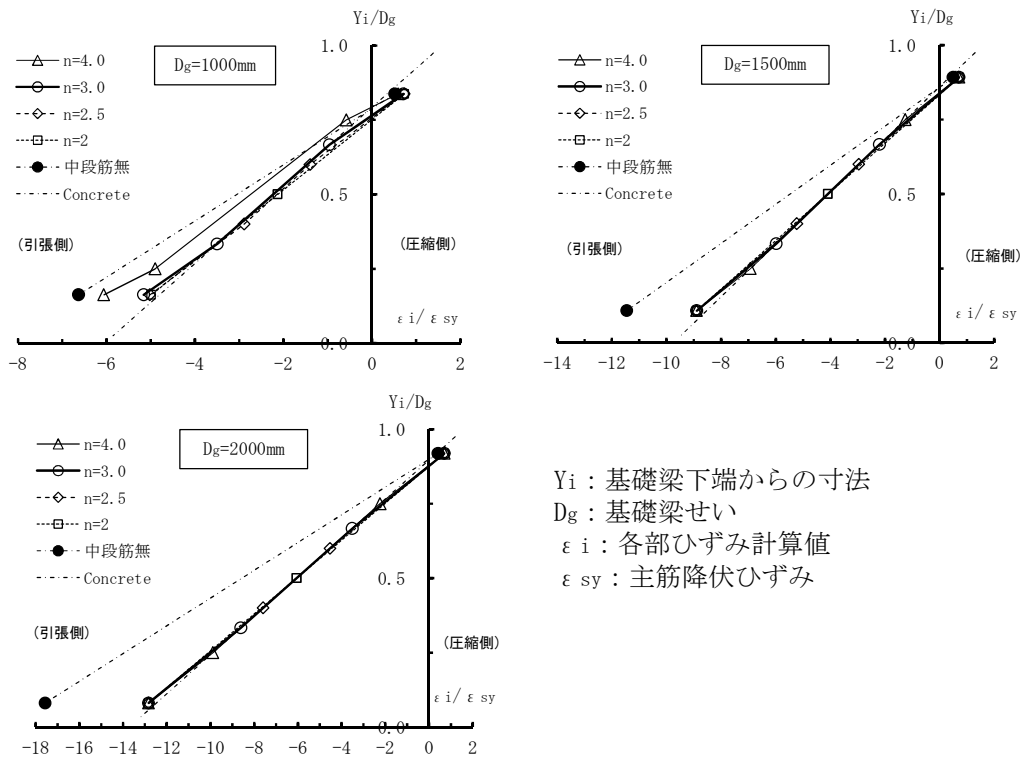 Yi/Dg
1.0
n=4.0
n=3.0
n=2.5
n=2
中段筋無
Concrete
Dg=1000mm
0.5
(引張側)
(圧縮側)
εi/εsy
0.0
-8 -6 -4 -2 0 2
Yi/Dg
1.0
n=4.0
n=3.0
n=2.5
n=2
中段筋無
Concrete
Dg=1500mm
0.5
(引張側)
(圧縮側)
εi/εsy
0.0
-14 -12 -10 -8 -6 -4 -2 0 2
Yi/Dg
1.0
n=4.0
n=3.0
n=2.5
n=2
中段筋無
Concrete
Dg=2000mm
0.5
(引張側)
(圧縮側)
εi/εsy
0.0
-18 -16 -14 -12 -10 -8 -6 -4 -2 0 2
Yi：基礎梁下端からの寸法
Dg：基礎梁せい
εi：各部ひずみ計算値
εsy：主筋降伏ひずみ